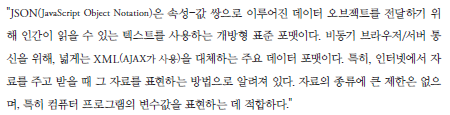 "JSON(JavaScript Object Notation)은 속성-값 쌍으로 이루어진 데이터 오브젝트를 전달하기 위
해 인간이 읽을 수 있는 텍스트를 사용하는 개방형 표준 포맷이다. 비동기 브라우저/서버 통
신을 위해, 넓게는 XML(AJAX가 사용)을 대체하는 주요 데이터 포맷이다. 특히, 인터넷에서 자
료를 주고 받을 때 그 자료를 표현하는 방법으로 알려져 있다. 자료의 종류에 큰 제한은 없으
며, 특히 컴퓨터 프로그램의 변수값을 표현하는 데 적합하다."